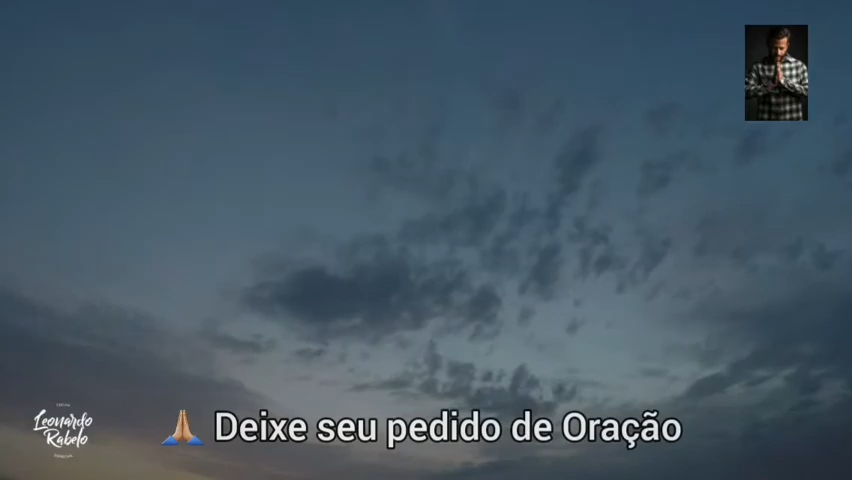 🙏🏼 Deixe seu pedido de Oração
Leonardo
Rabelo